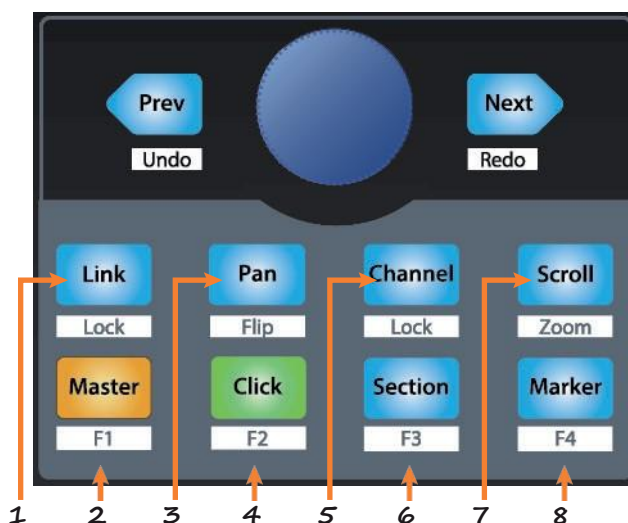 Prev Next
Undo Redo
Link Pan Channel Scroll
Lock Flip Lock Zoom
Master Click Section Marker
F1 F2 F3 F4
1 2 3 4 5 6 7 8